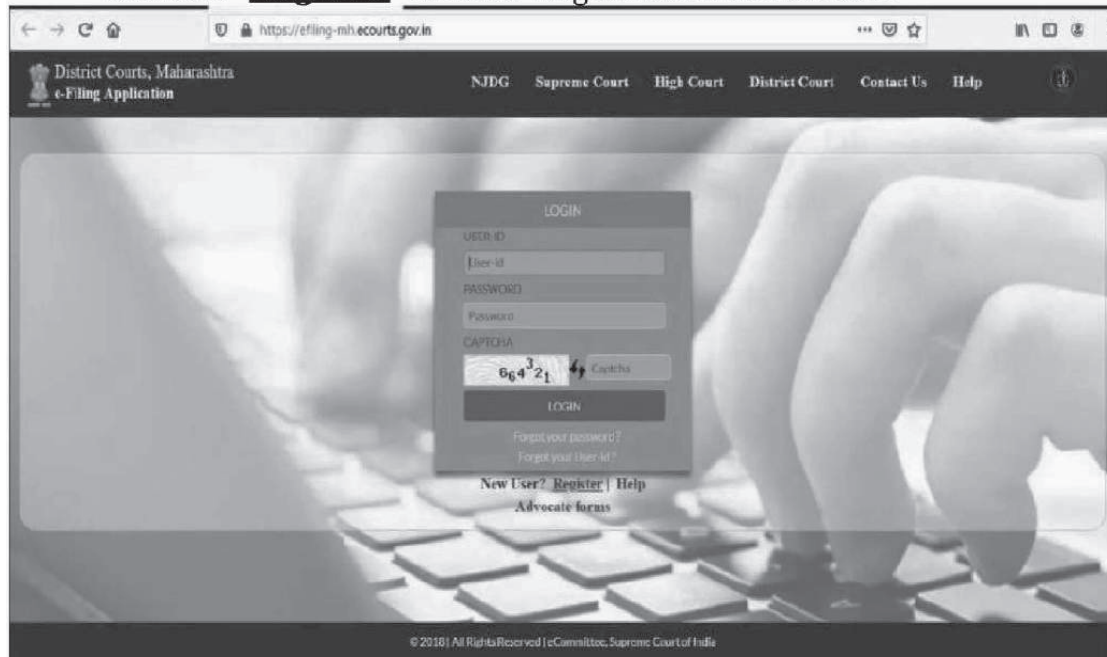 https://efiling-mh.ecourts.gov.in
District Courts, Maharashtra
e-Filing Application
NJDG Supreme Court High Court District Court Contact Us Help
LOGIN
USER-ID
User-id
PASSWORD
Password
CAPTCHA
664321 Captcha
LOGIN
Forgot your password?
Forgot your User-Id?
New User? Register | Help
Advocate forms
© 2018 | All Rights Reserved | eCommittee, Supreme Court of India